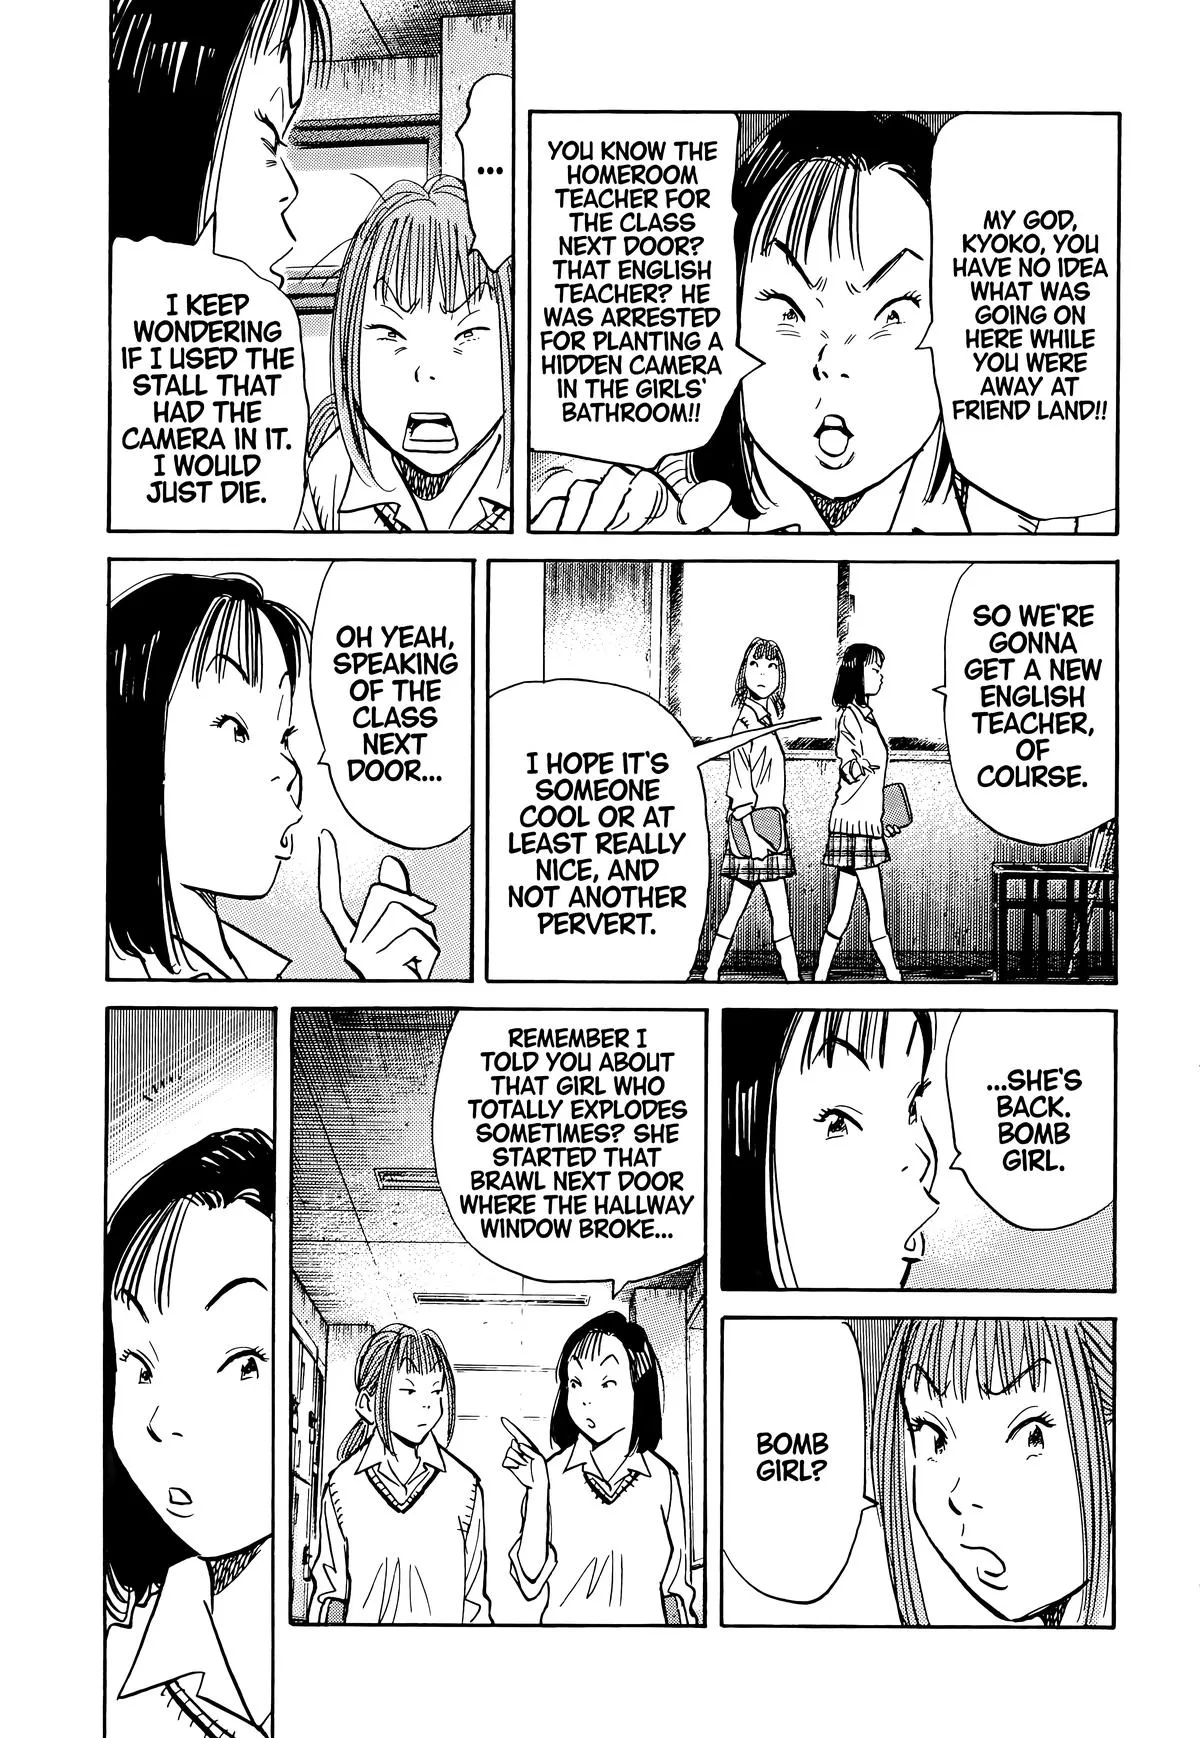 MY GOD,
KYOKO, YOU
HAVE NO IDEA
WHAT WAS
GOING ON
HERE WHILE
YOU WERE
AWAY AT
FRIEND LAND!!
YOU KNOW THE
HOMEROOM
TEACHER FOR
THE CLASS
NEXT DOOR?
THAT ENGLISH
TEACHER? HE
WAS ARRESTED
FOR PLANTING A
HIDDEN CAMERA
IN THE GIRLS'
BATHROOM!!
...
I KEEP
WONDERING
IF I USED THE
STALL THAT
HAD THE
CAMERA IN IT.
I WOULD
JUST DIE.
SO WE'RE
GONNA
GET A NEW
ENGLISH
TEACHER,
OF
COURSE.
I HOPE IT'S
SOMEONE
COOL OR AT
LEAST REALLY
NICE, AND
NOT ANOTHER
PERVERT.
OH YEAH,
SPEAKING
OF THE
CLASS
NEXT
DOOR...
...SHE'S
BACK.
BOMB
GIRL.
BOMB
GIRL?
REMEMBER I
TOLD YOU ABOUT
THAT GIRL WHO
TOTALLY EXPLODES
SOMETIMES? SHE
STARTED THAT
BRAWL NEXT DOOR
WHERE THE HALLWAY
WINDOW BROKE...